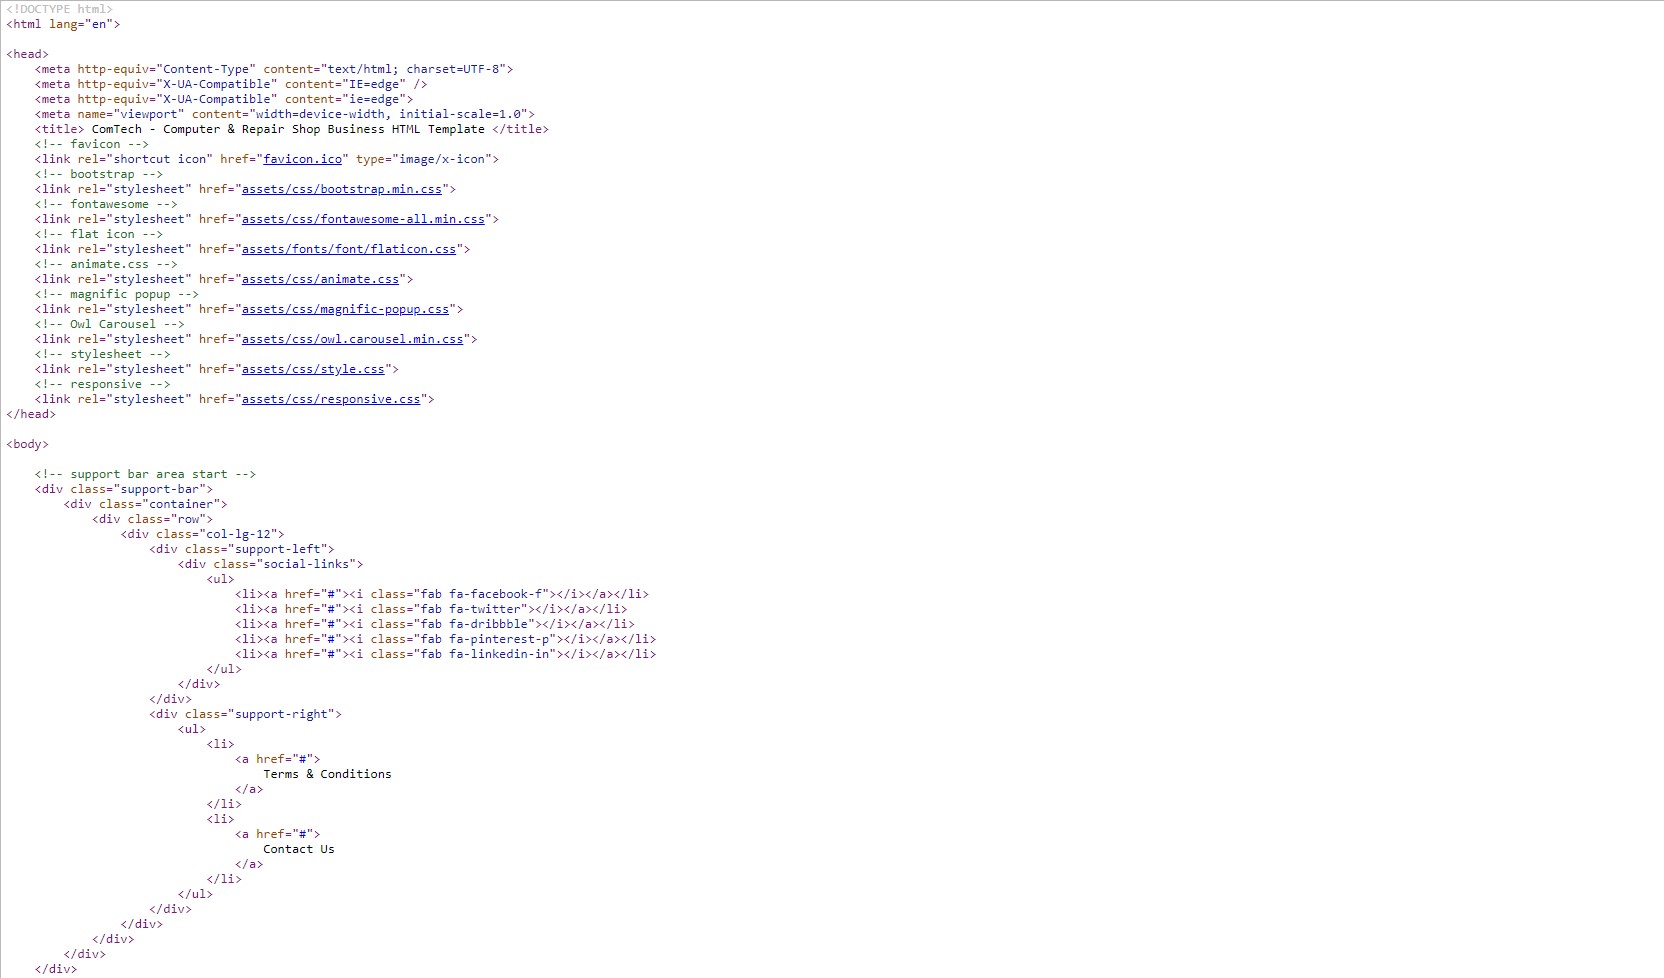 <!DOCTYPE html>
<html lang="en">
<head>
<meta http-equiv="Content-Type" content="text/html; charset=UTF-8">
<meta http-equiv="X-UA-Compatible" content="IE=edge" />
<meta http-equiv="X-UA-Compatible" content="ie=edge">
<meta name="viewport" content="width=device-width, initial-scale=1.0">
<title> ComTech - Computer & Repair Shop Business HTML Template </title>
<!-- favicon -->
<link rel="shortcut icon" href="favicon.ico" type="image/x-icon">
<!-- bootstrap -->
<link rel="stylesheet" href="assets/css/bootstrap.min.css">
<!-- fontawesome -->
<link rel="stylesheet" href="assets/css/fontawesome-all.min.css">
<!-- flat icon -->
<link rel="stylesheet" href="assets/fonts/font/flaticon.css">
<!-- animate.css -->
<link rel="stylesheet" href="assets/css/animate.css">
<!-- magnific popup -->
<link rel="stylesheet" href="assets/css/magnific-popup.css">
<!-- Owl Carousel -->
<link rel="stylesheet" href="assets/css/owl.carousel.min.css">
<!-- stylesheet -->
<link rel="stylesheet" href="assets/css/style.css">
<!-- responsive -->
<link rel="stylesheet" href="assets/css/responsive.css">
</head>
<body>
<!-- support bar area start -->
<div class="support-bar">
<div class="container">
<div class="row">
<div class="col-lg-12">
<div class="support-left">
<div class="social-links">
<ul>
<li><a href="#"><i class="fab fa-facebook-f"></i></a></li>
<li><a href="#"><i class="fab fa-twitter"></i></a></li>
<li><a href="#"><i class="fab fa-dribbble"></i></a></li>
<li><a href="#"><i class="fab fa-pinterest-p"></i></a></li>
<li><a href="#"><i class="fab fa-linkedin-in"></i></a></li>
</ul>
</div>
</div>
<div class="support-right">
<ul>
<li>
<a href="#">
Terms & Conditions
</a>
</li>
<li>
<a href="#">
Contact Us
</a>
</li>
</ul>
</div>
</div>
</div>
</div>
</div>